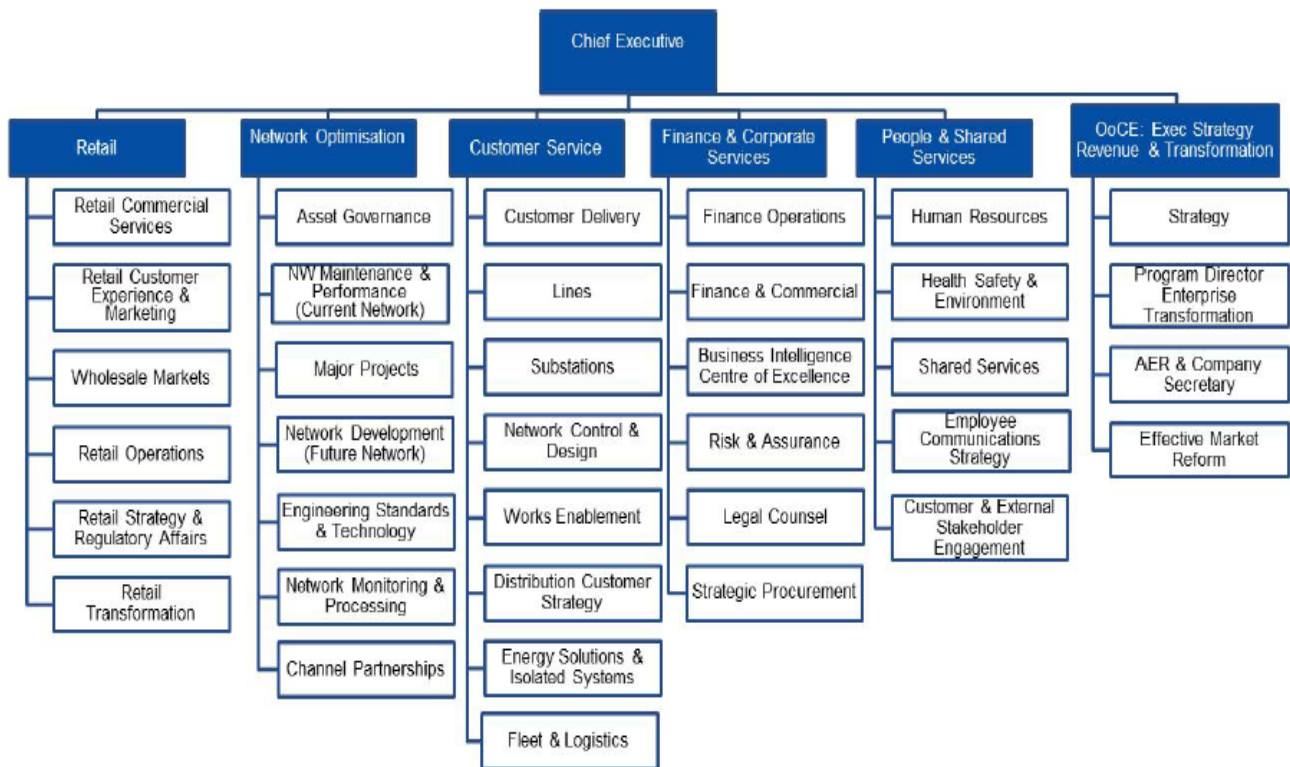 Chief Executive
Retail
Network Optimisation
Customer Service
Finance & Corporate
Services
People & Shared
Services
OoCE: Exec Strategy
Revenue & Transformation
Retail Commercial
Services
Retail Customer
Experience &
Marketing
Wholesale Markets
Retail Operations
Retail Strategy &
Regulatory Affairs
Retail
Transformation
Asset Governance
NW Maintenance &
Performance
(Current Network)
Major Projects
Network Development
(Future Network)
Engineering Standards
& Technology
Network Monitoring &
Processing
Channel Partnerships
Customer Delivery
Lines
Substations
Network Control &
Design
Works Enablement
Distribution Customer
Strategy
Energy Solutions &
Isolated Systems
Fleet & Logistics
Finance Operations
Finance & Commercial
Business Intelligence
Centre of Excellence
Risk & Assurance
Legal Counsel
Strategic Procurement
Human Resources
Health Safety &
Environment
Shared Services
Employee
Communications
Strategy
Customer & External
Stakeholder
Engagement
Strategy
Program Director
Enterprise
Transformation
AER & Company
Secretary
Effective Market
Reform